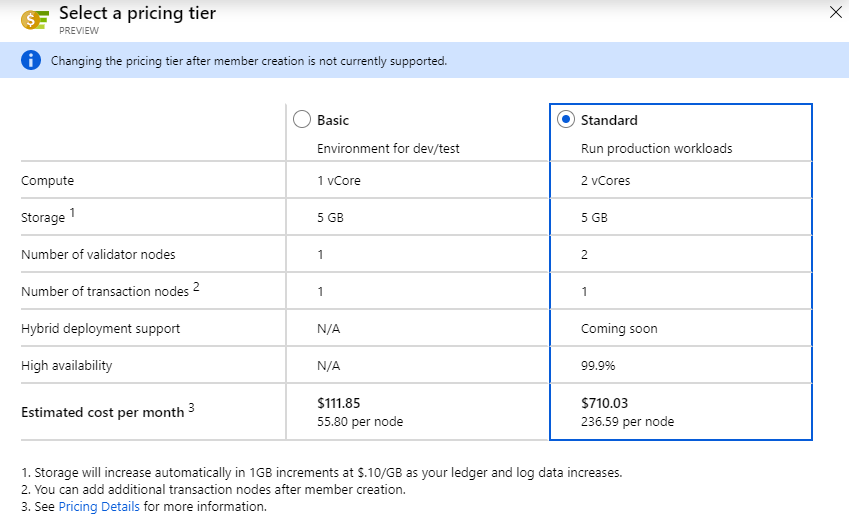 Select a pricing tier
PREVIEW
Changing the pricing tier after member creation is not currently supported.
Basic Standard
Environment for dev/test Run production workloads
Compute 1 vCore 2 vCores
Storage 1 5 GB 5 GB
Number of validator nodes 1 2
Number of transaction nodes 2 1 1
Hybrid deployment support N/A Coming soon
High availability N/A 99.9%
Estimated cost per month 3 $111.85 $710.03
55.80 per node 236.59 per node
1. Storage will increase automatically in 1GB increments at $.10/GB as your ledger and log data increases.
2. You can add additional transaction nodes after member creation.
3. See Pricing Details for more information.